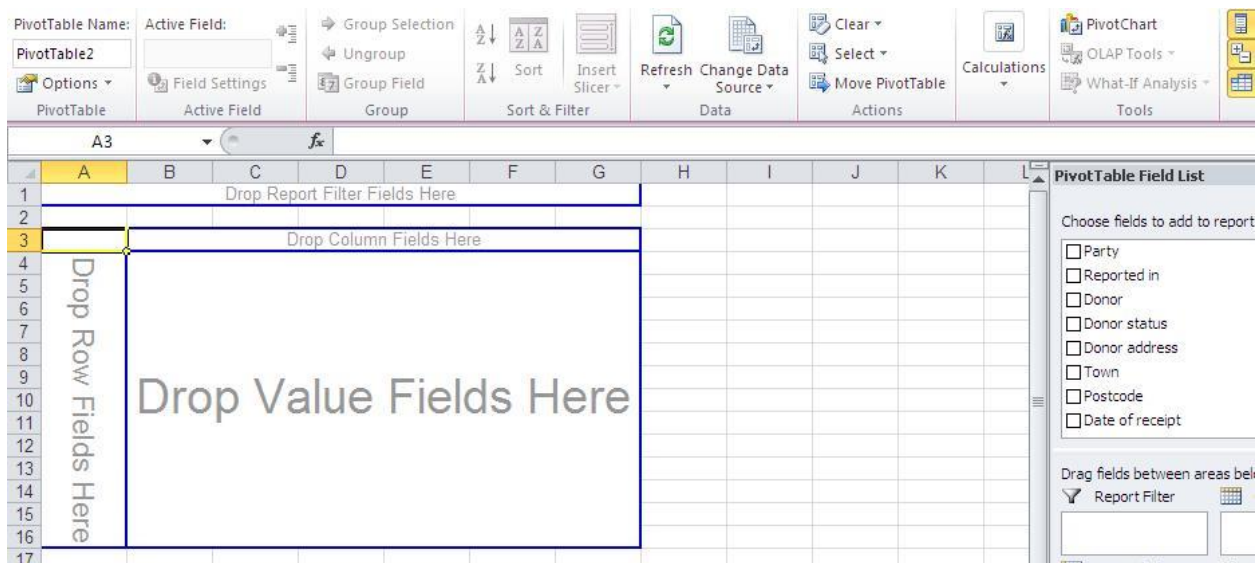 PivotTable Name:
PivotTable2
Options
PivotTable
Active Field:
Field Settings
Active Field
Group Selection
Ungroup
Group Field
Group
Sort
Insert
Slicer
Sort & Filter
Refresh
Change Data
Source
Data
Clear
Select
Move PivotTable
Actions
Calculations
PivotChart
OLAP Tools
What-If Analysis
Tools
A3
fx
A B C D E F G H I J K L
1
2
3
4
5
6
7
8
9
10
11
12
13
14
15
16
17
Drop Report Filter Fields Here
Drop Column Fields Here
Drop Row Fields Here
Drop Value Fields Here
PivotTable Field List
Choose fields to add to report
Party
Reported in
Donor
Donor status
Donor address
Town
Postcode
Date of receipt
Drag fields between areas bel
Report Filter